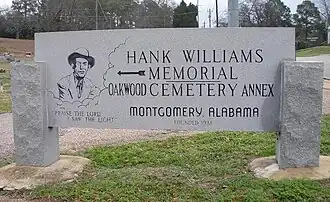 HANK WILLIAMS
MEMORIAL
OAKWOOD CEMETERY ANNEX
MONTGOMERY ALABAMA
"PRAISE THE LORD
I SAW THE LIGHT"